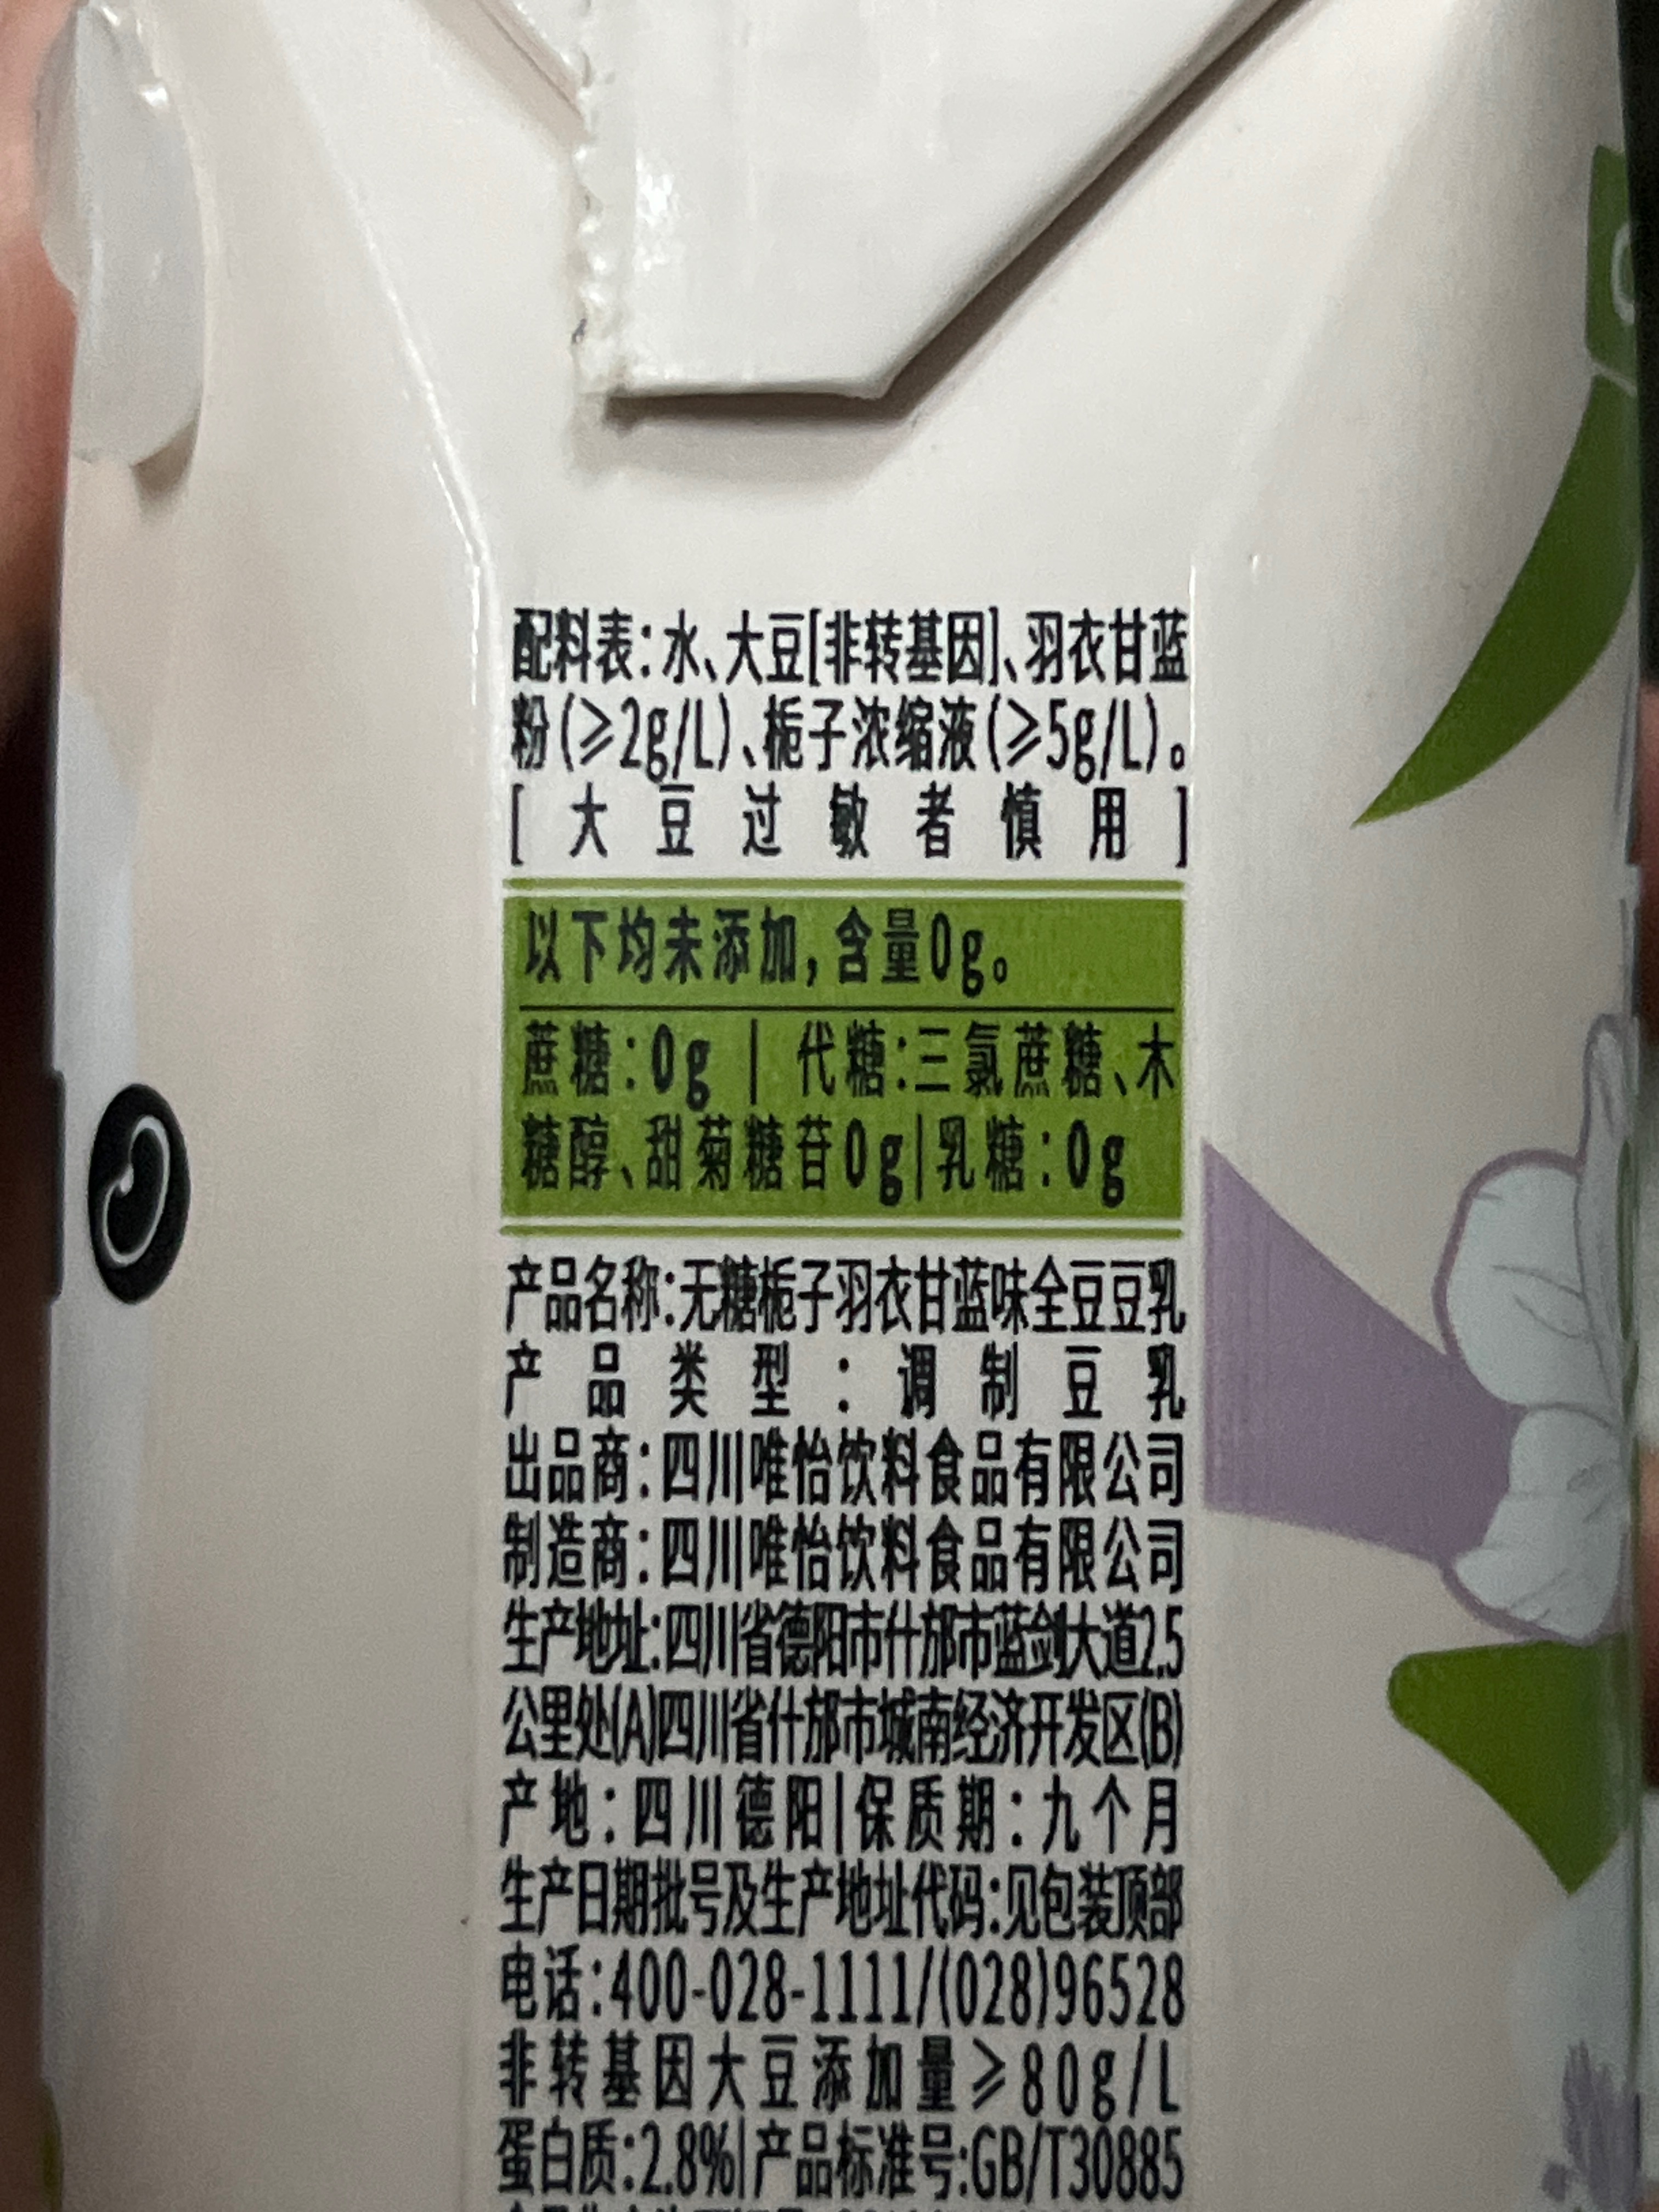 配料表:水、大豆[非转基因]、羽衣甘蓝
粉(≥2g/L)、栀子浓缩液(≥5g/L)。
[大豆过敏者慎用]
以下均未添加,含量0g。
蔗糖:0g | 代糖:三氯蔗糖、木
糖醇、甜菊糖苷0g|乳糖:0g
产品名称:无糖栀子羽衣甘蓝味全豆豆乳
产品类型:调制豆乳
出品商:四川唯怡饮料食品有限公司
制造商:四川唯怡饮料食品有限公司
生产地址:四川省德阳市什邡市蓝剑大道2.5
公里处(A)四川省什邡市城南经济开发区(B)
产地:四川德阳|保质期:九个月
生产日期批号及生产地址代码:见包装顶部
电话:400-028-1111/(028)96528
非转基因大豆添加量≥80g/L
蛋白质:2.8%|产品标准号:GB/T30885